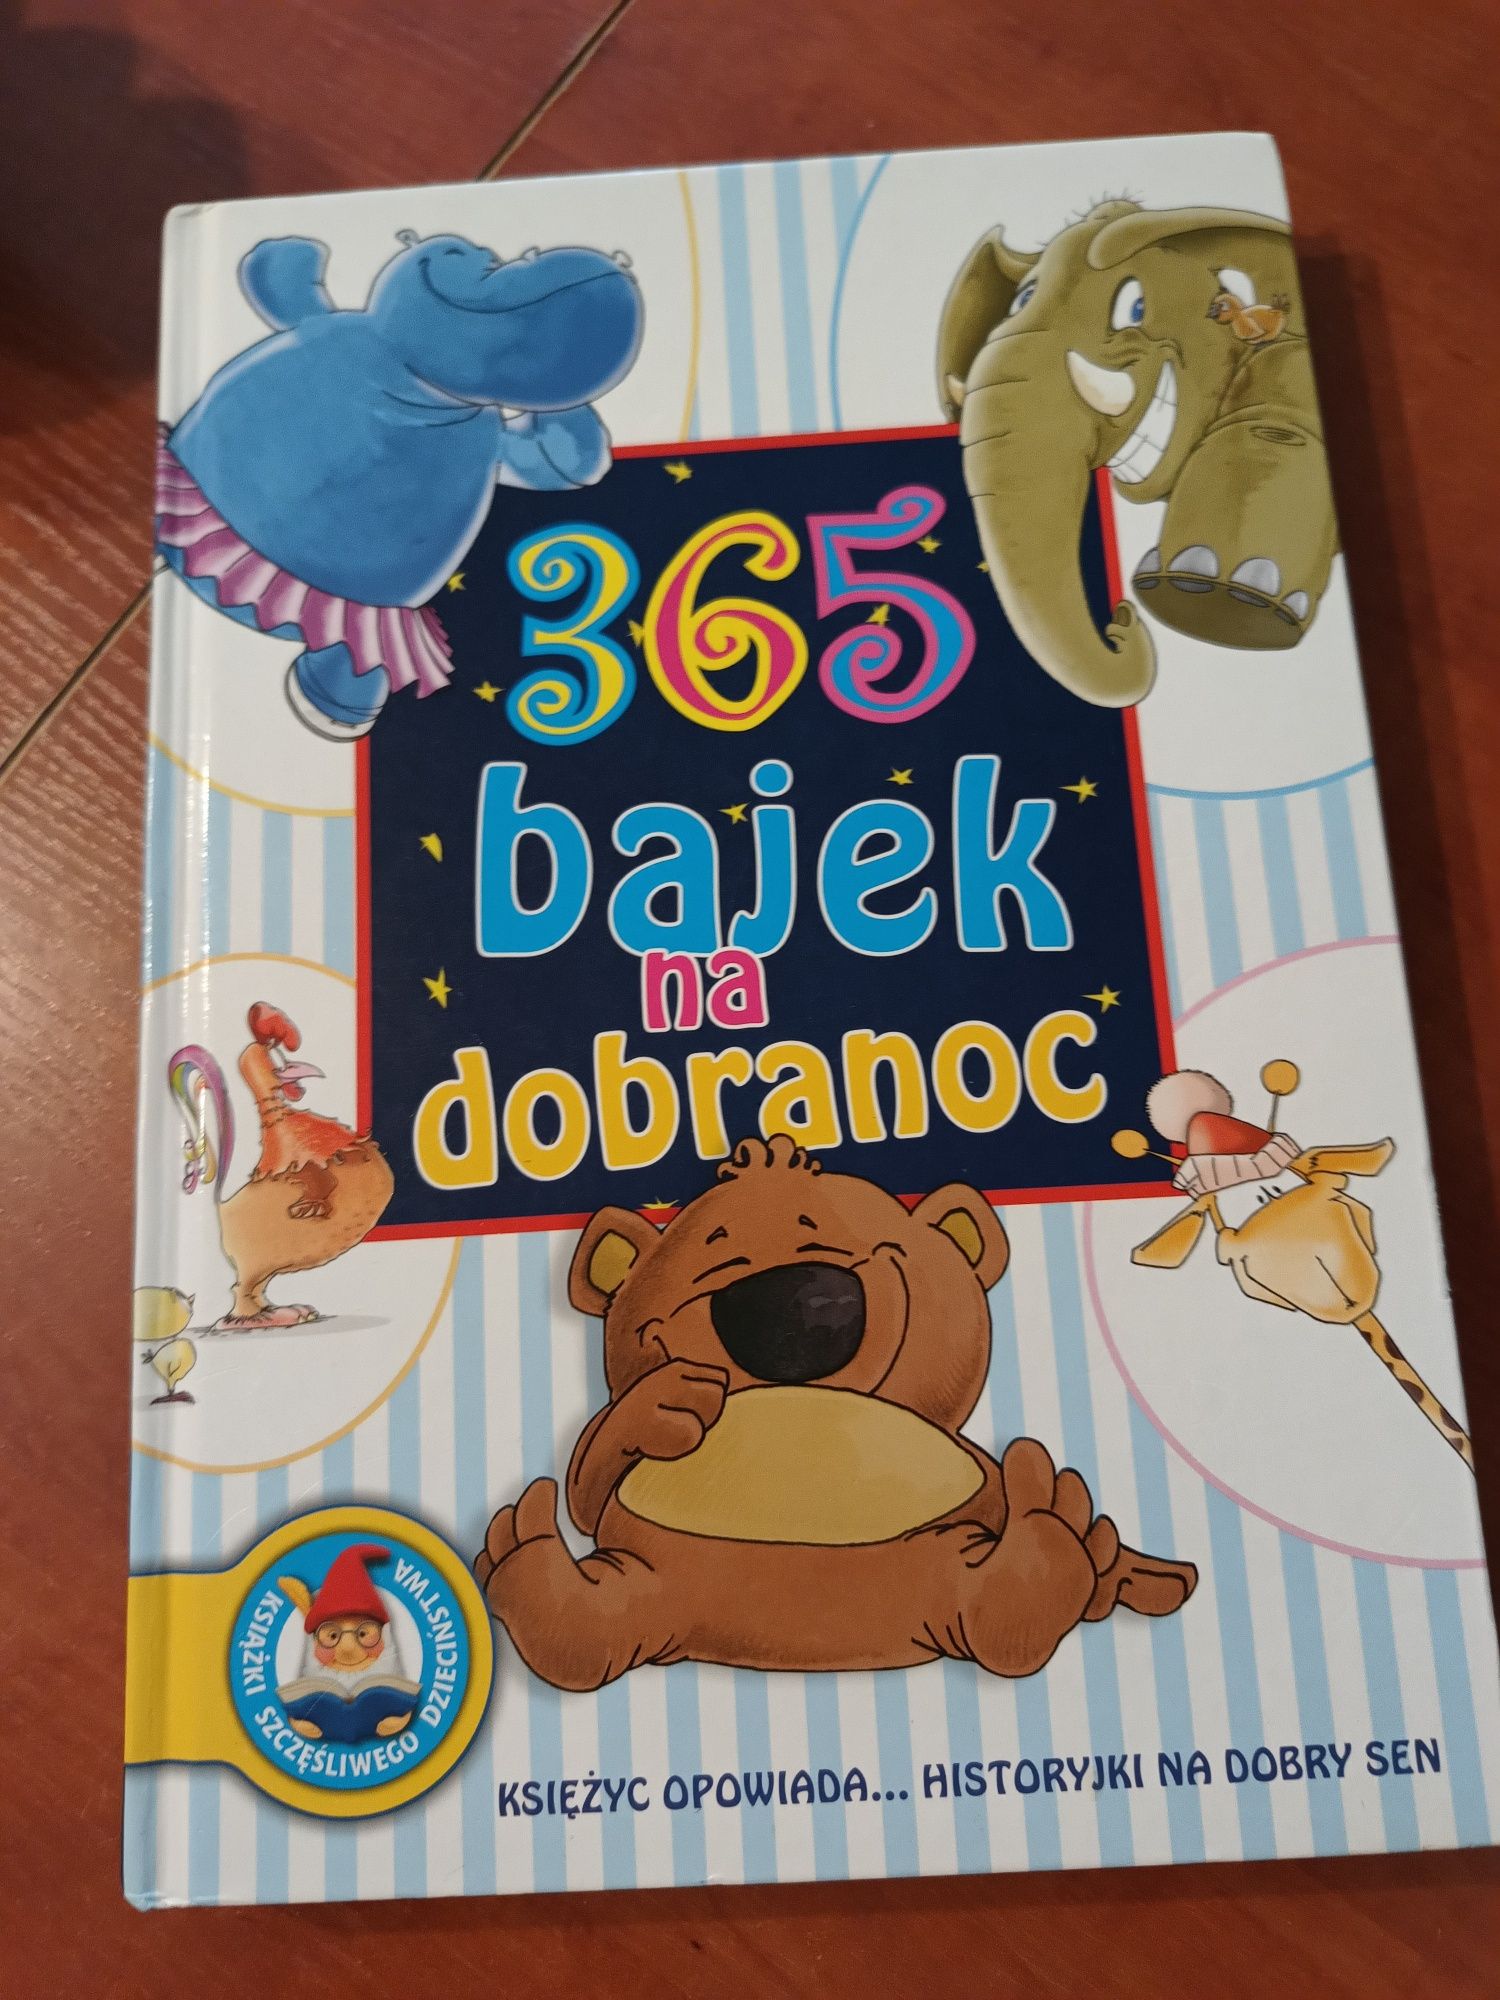 365
bajek
na
dobranoc
KSIĄŻKI SZCZĘŚLIWEGO DZIECIŃSTWA
KSIĘŻYC OPOWIADA... HISTORYJKI NA DOBRY SEN